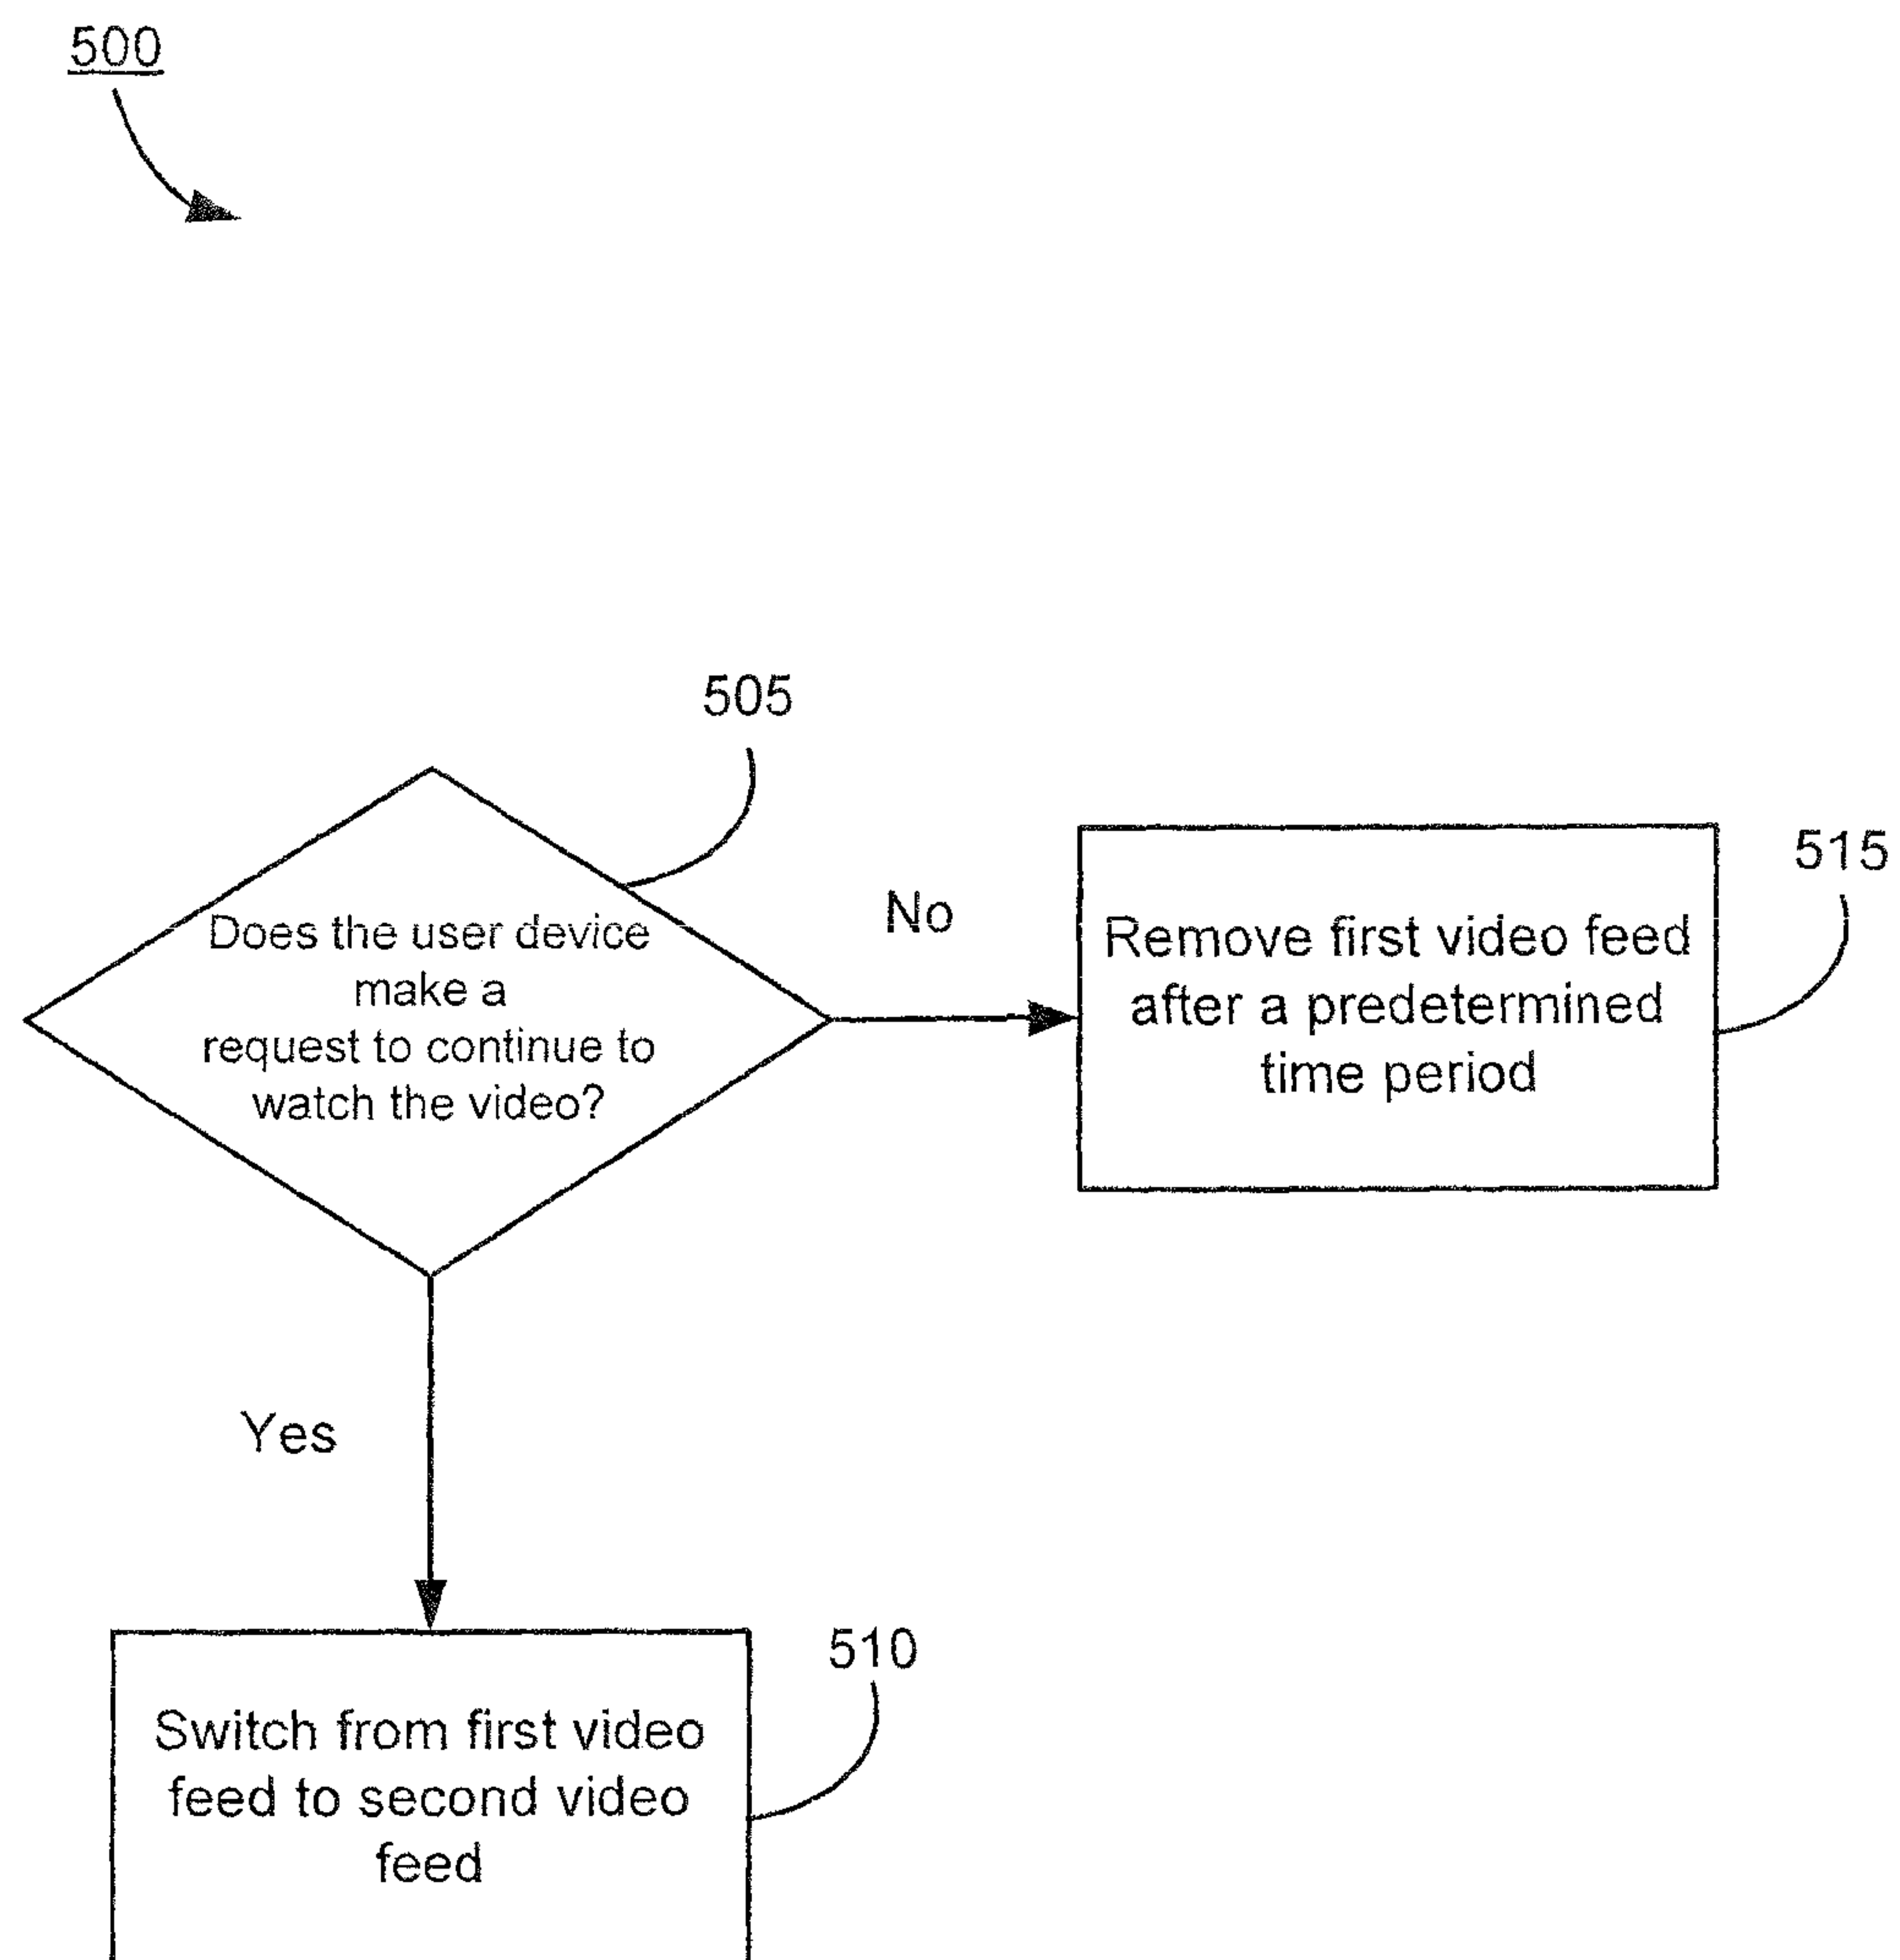 500
505
Does the user device
make a
request to continue to
watch the video?
No
515
Remove first video feed
after a predetermined
time period
Yes
510
Switch from first video
feed to second video
feed